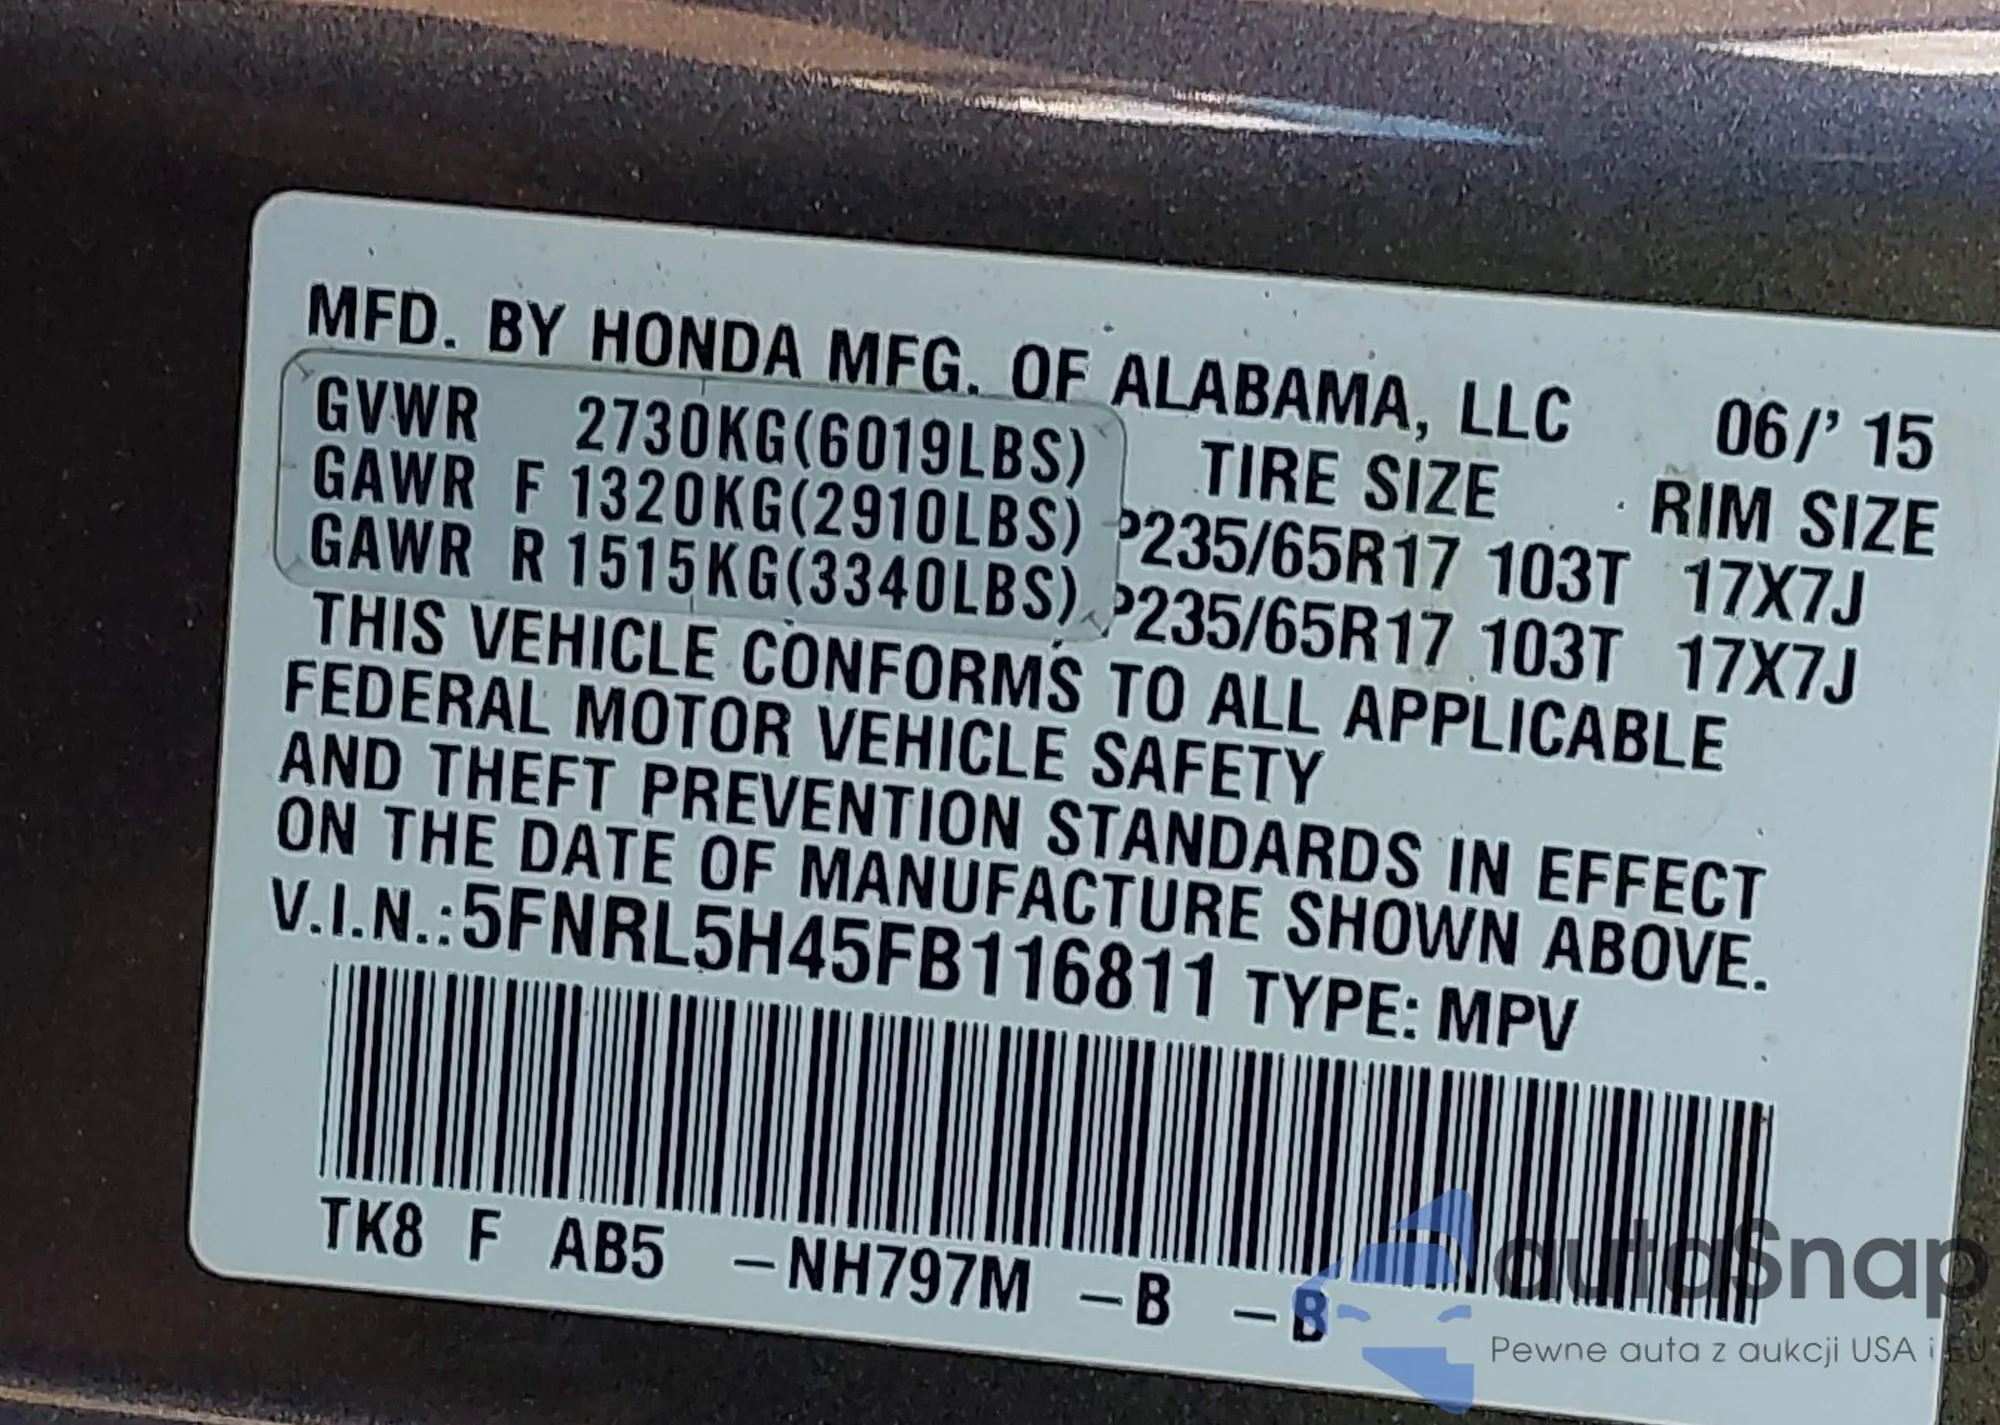 MFD. BY HONDA MFG. OF ALABAMA, LLC 06/' 15
GVWR 2730KG(6019LBS) TIRE SIZE RIM SIZE
GAWR F 1320KG(2910LBS) P235/65R17 103T 17X7J
GAWR R 1515KG(3340LBS) P235/65R17 103T 17X7J
THIS VEHICLE CONFORMS TO ALL APPLICABLE
FEDERAL MOTOR VEHICLE SAFETY
AND THEFT PREVENTION STANDARDS IN EFFECT
ON THE DATE OF MANUFACTURE SHOWN ABOVE.
V.I.N.:5FNRL5H45FB116811 TYPE: MPV
TK8 F AB5 –NH797M –B –B
autoSnap
Pewne auta z aukcji USA i EU